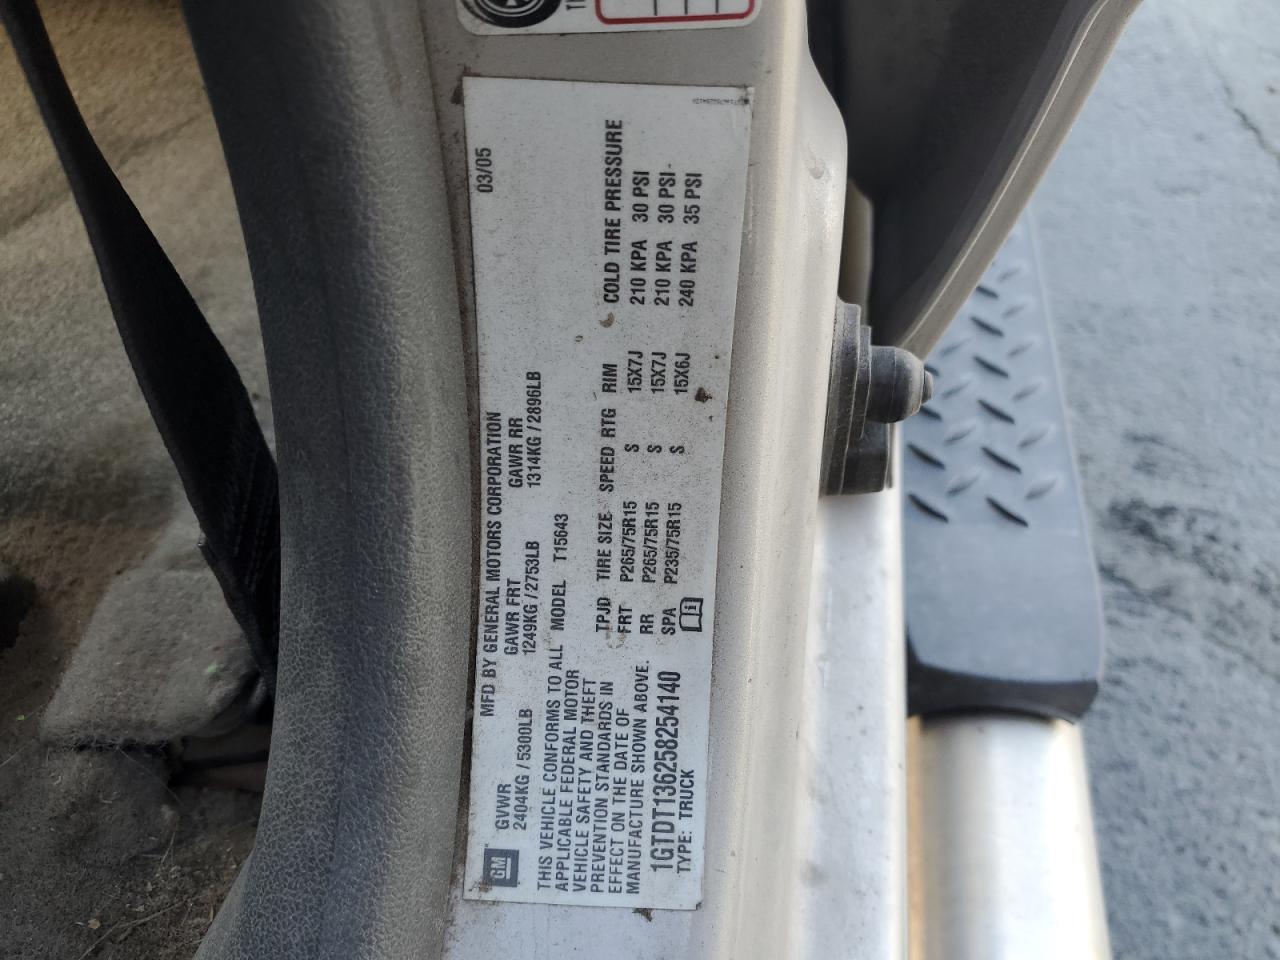 MFD BY GENERAL MOTORS CORPORATION
03/05
GVWR GAWR FRT GAWR RR
2404KG / 5300LB 1249KG / 2753LB 1314KG / 2896LB
GM
THIS VEHICLE CONFORMS TO ALL
APPLICABLE FEDERAL MOTOR
VEHICLE SAFETY AND THEFT
PREVENTION STANDARDS IN
EFFECT ON THE DATE OF
MANUFACTURE SHOWN ABOVE.
1GTDT136258254140
TYPE: TRUCK
MODEL T15643
TPJD TIRE SIZE SPEED RTG RIM COLD TIRE PRESSURE
FRT P265/75R15 S 15X7J 210 KPA 30 PSI
RR P265/75R15 S 15X7J 210 KPA 30 PSI
SPA P235/75R15 S 15X6J 240 KPA 35 PSI